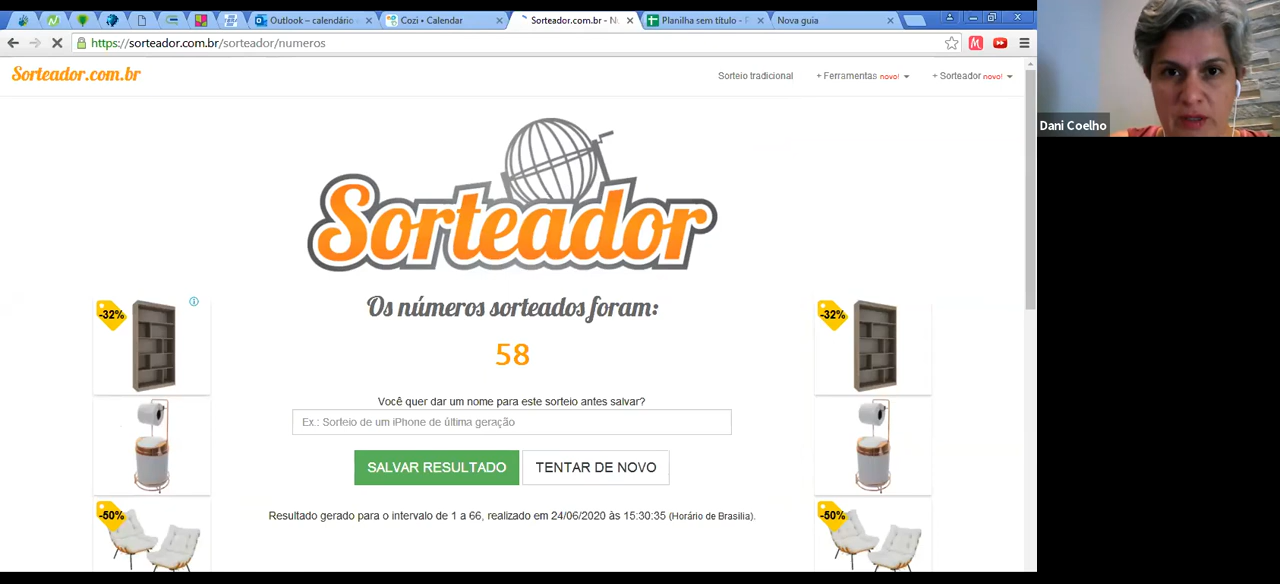 Outlook – calendário
Cozi • Calendar
Sorteador.com.br - N
Planilha sem título - F
Nova guia
https://sorteador.com.br/sorteador/numeros
Sorteador.com.br
Sorteio tradicional
+ Ferramentas novo!
+ Sorteador novo!
Dani Coelho
Sorteador
Os números sorteados foram:
58
-32%
-32%
Você quer dar um nome para este sorteio antes salvar?
Ex.: Sorteio de um iPhone de última geração
SALVAR RESULTADO
TENTAR DE NOVO
-50%
-50%
Resultado gerado para o intervalo de 1 a 66, realizado em 24/06/2020 às 15:30:35 (Horário de Brasília).